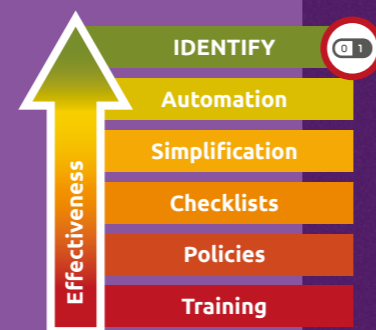 IDENTIFY
0 1
Automation
Simplification
Checklists
Policies
Training
Effectiveness